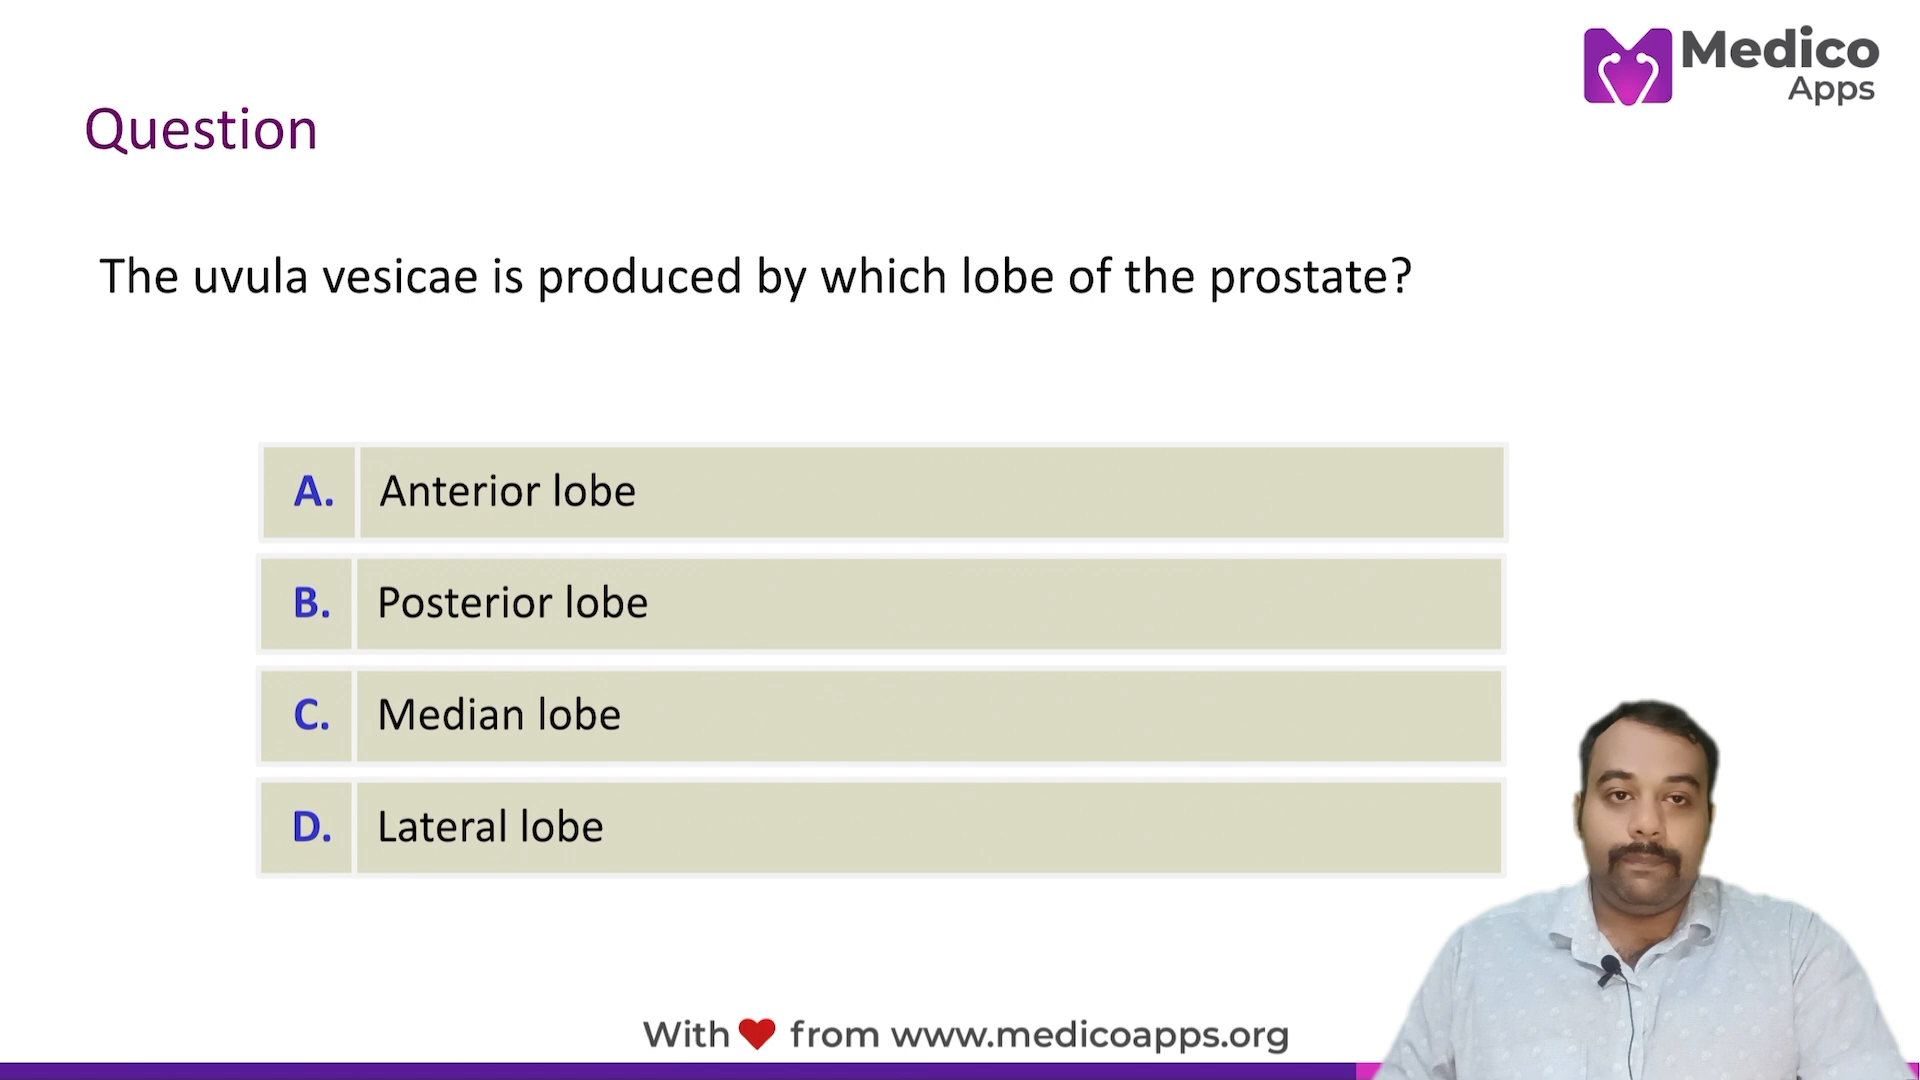 Medico
Apps
Question
The uvula vesicae is produced by which lobe of the prostate?
A. Anterior lobe
B. Posterior lobe
C. Median lobe
D. Lateral lobe
With ❤ from www.medicoapps.org